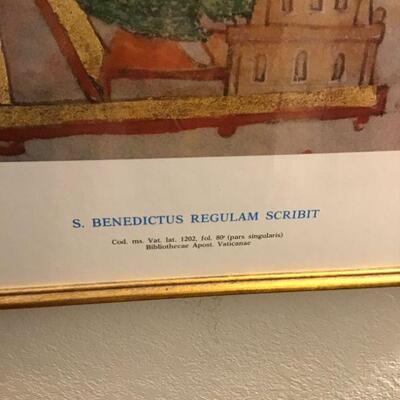 S. BENEDICTUS REGULAM SCRIBIT
Cod. ms. Vat. lat. 1202, fol. 80ʳ (pars singularis)
Bibliothecae Apost. Vaticanae